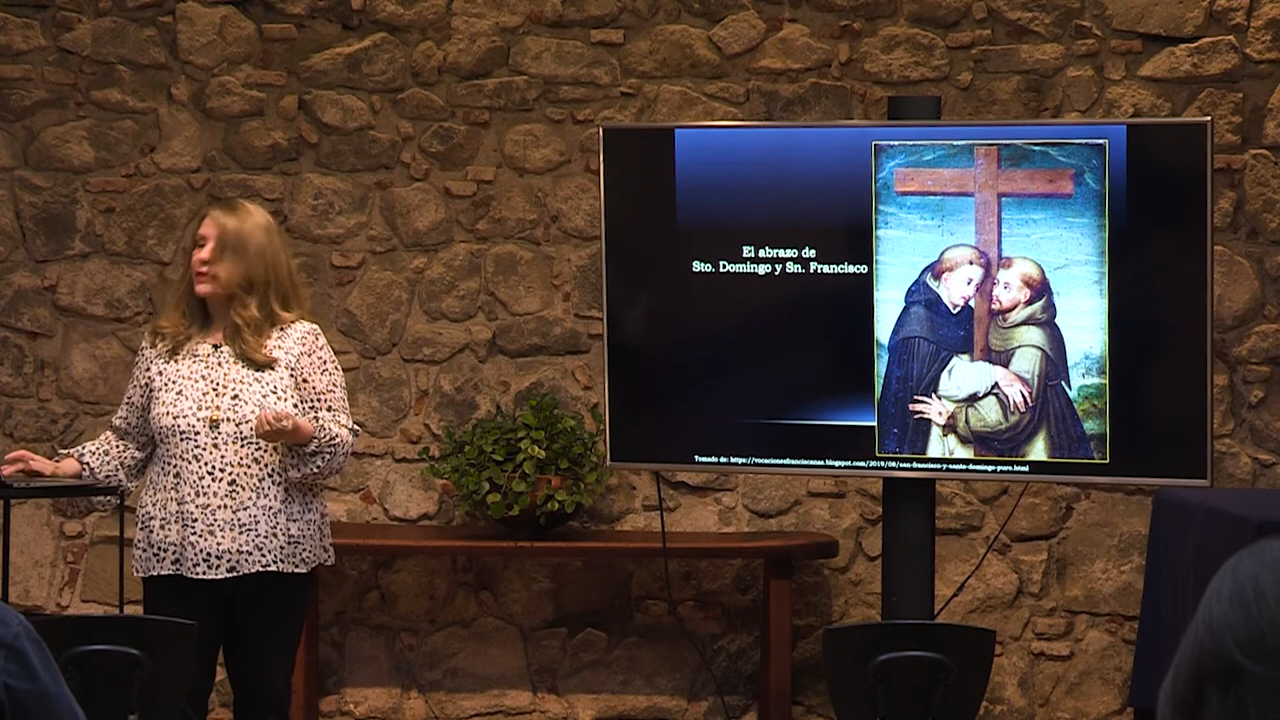 El abrazo de
Sto. Domingo y Sn. Francisco
Tomado de: https://vocacionesfranciscanas.blogspot.com/2019/08/san-francisco-y-santo-domingo-puro.html